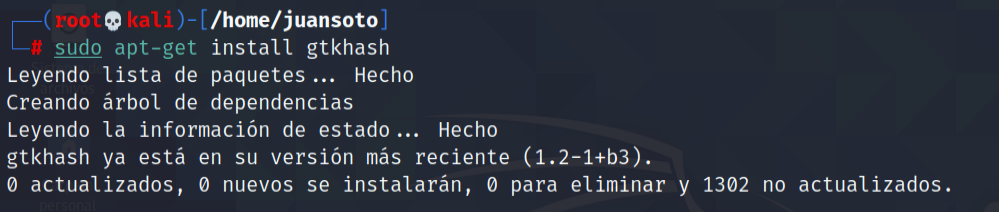 ┌──(root💀kali)-[/home/juansoto]
└─# sudo apt-get install gtkhash
Leyendo lista de paquetes... Hecho
Creando árbol de dependencias
Leyendo la información de estado... Hecho
gtkhash ya está en su versión más reciente (1.2-1+b3).
0 actualizados, 0 nuevos se instalarán, 0 para eliminar y 1302 no actualizados.
personal